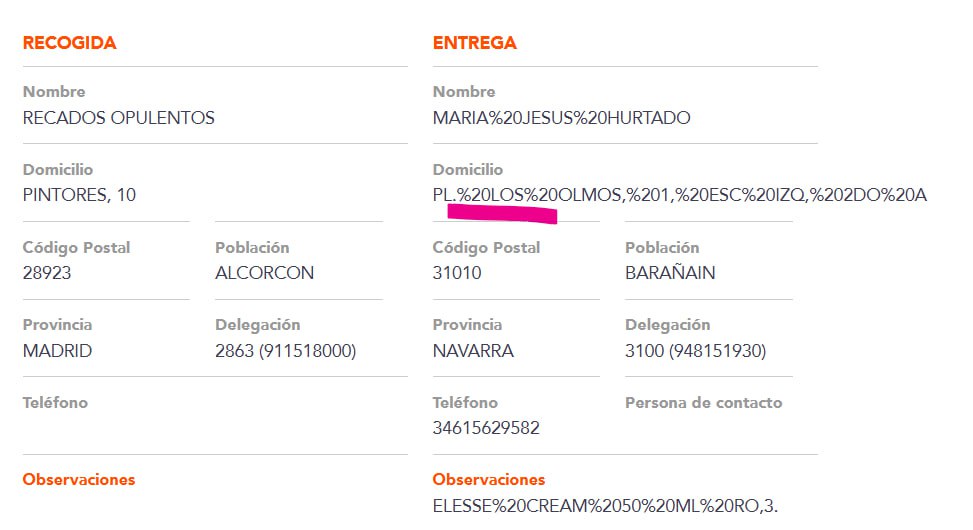 RECOGIDA
ENTREGA
Nombre
RECADOS OPULENTOS
Nombre
MARIA%20JESUS%20HURTADO
Domicilio
PINTORES, 10
Domicilio
PL.%20LOS%20OLMOS,%201,%20ESC%20IZQ,%202DO%20A
Código Postal
28923
Población
ALCORCON
Código Postal
31010
Población
BARAÑAIN
Provincia
MADRID
Delegación
2863 (911518000)
Provincia
NAVARRA
Delegación
3100 (948151930)
Teléfono
Teléfono
34615629582
Persona de contacto
Observaciones
Observaciones
ELESSE%20CREAM%2050%20ML%20RO,3.